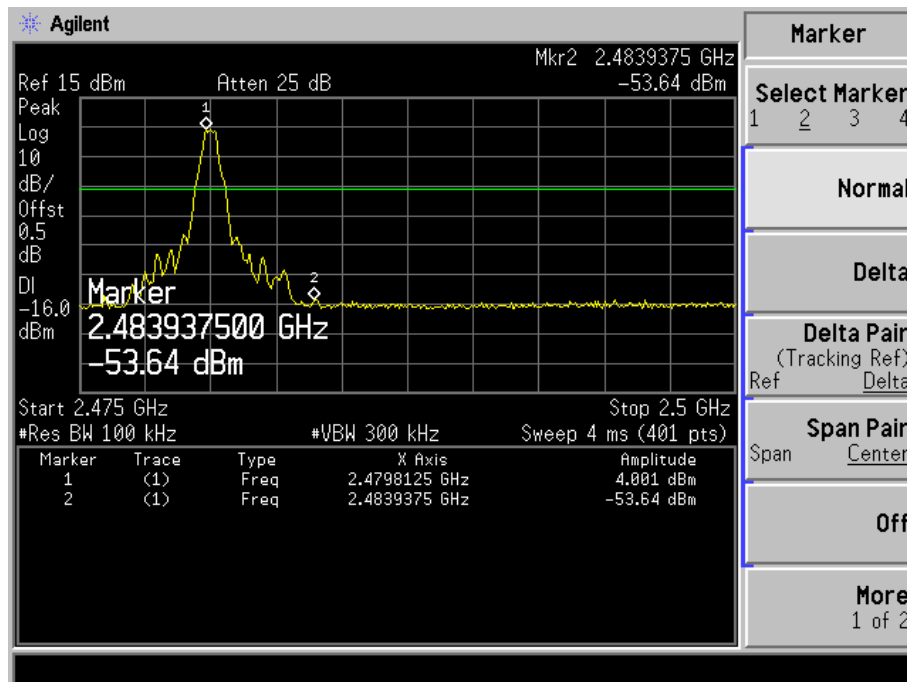 Agilent
Marker
Mkr2 2.4839375 GHz
Ref 15 dBm Atten 25 dB -53.64 dBm
Peak
Log
10
dB/
Offst
0.5
dB
DI
-16.0
dBm
1
2
Marker
2.483937500 GHz
-53.64 dBm
Start 2.475 GHz Stop 2.5 GHz
#Res BW 100 kHz #VBW 300 kHz Sweep 4 ms (401 pts)
Marker Trace Type X Axis Amplitude
1 (1) Freq 2.4798125 GHz 4.001 dBm
2 (1) Freq 2.4839375 GHz -53.64 dBm
Select Marker
1 2 3 4
Normal
Delta
Delta Pair
(Tracking Ref)
Ref Delta
Span Pair
Span Center
Off
More
1 of 2